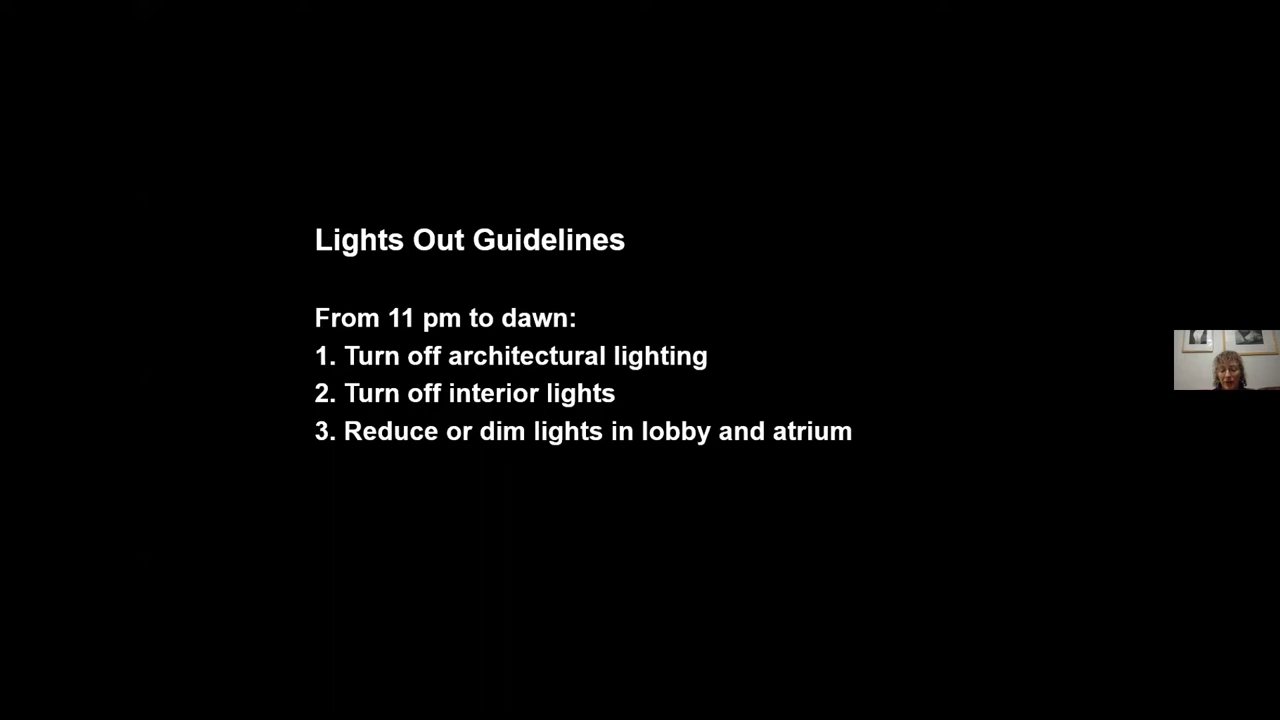 Lights Out Guidelines
From 11 pm to dawn:
1. Turn off architectural lighting
2. Turn off interior lights
3. Reduce or dim lights in lobby and atrium